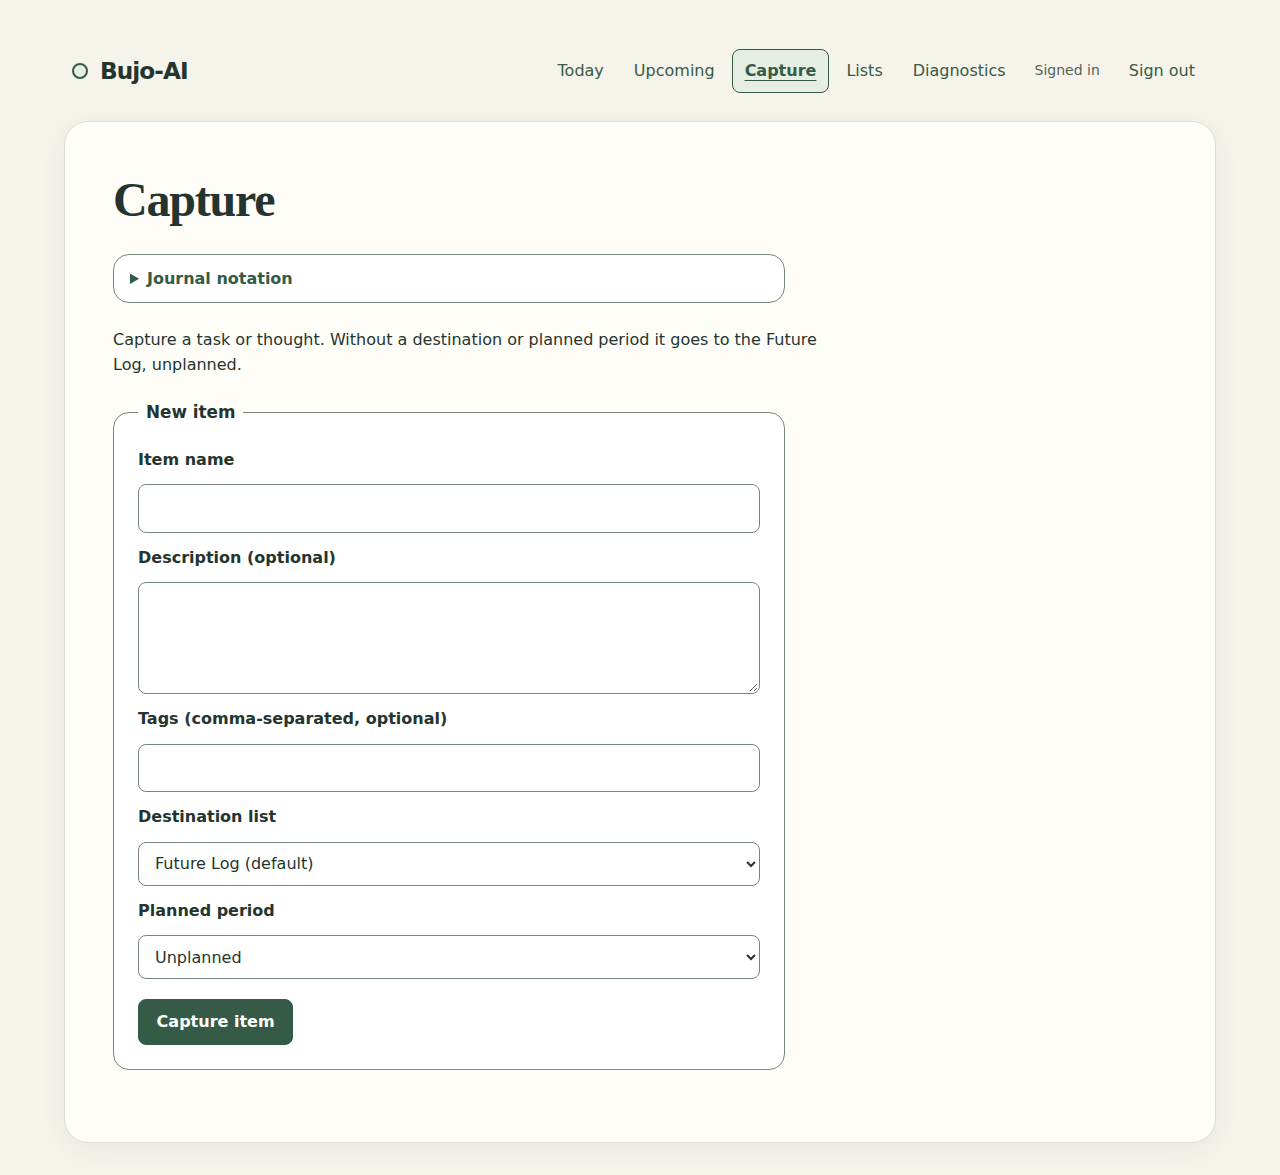 Bujo-AI
Today Upcoming Capture Lists Diagnostics Signed in Sign out
Capture
Journal notation
Capture a task or thought. Without a destination or planned period it goes to the Future
Log, unplanned.
New item
Item name
Description (optional)
Tags (comma-separated, optional)
Destination list
Future Log (default)
Planned period
Unplanned
Capture item